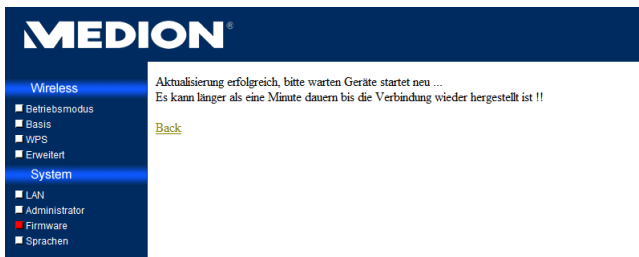 MEDION®
Wireless
Betriebsmodus
Basis
WPS
Erweitert
System
LAN
Administrator
Firmware
Sprachen
Aktualisierung erfolgreich, bitte warten Geräte startet neu ...
Es kann länger als eine Minute dauern bis die Verbindung wieder hergestellt ist !!
Back